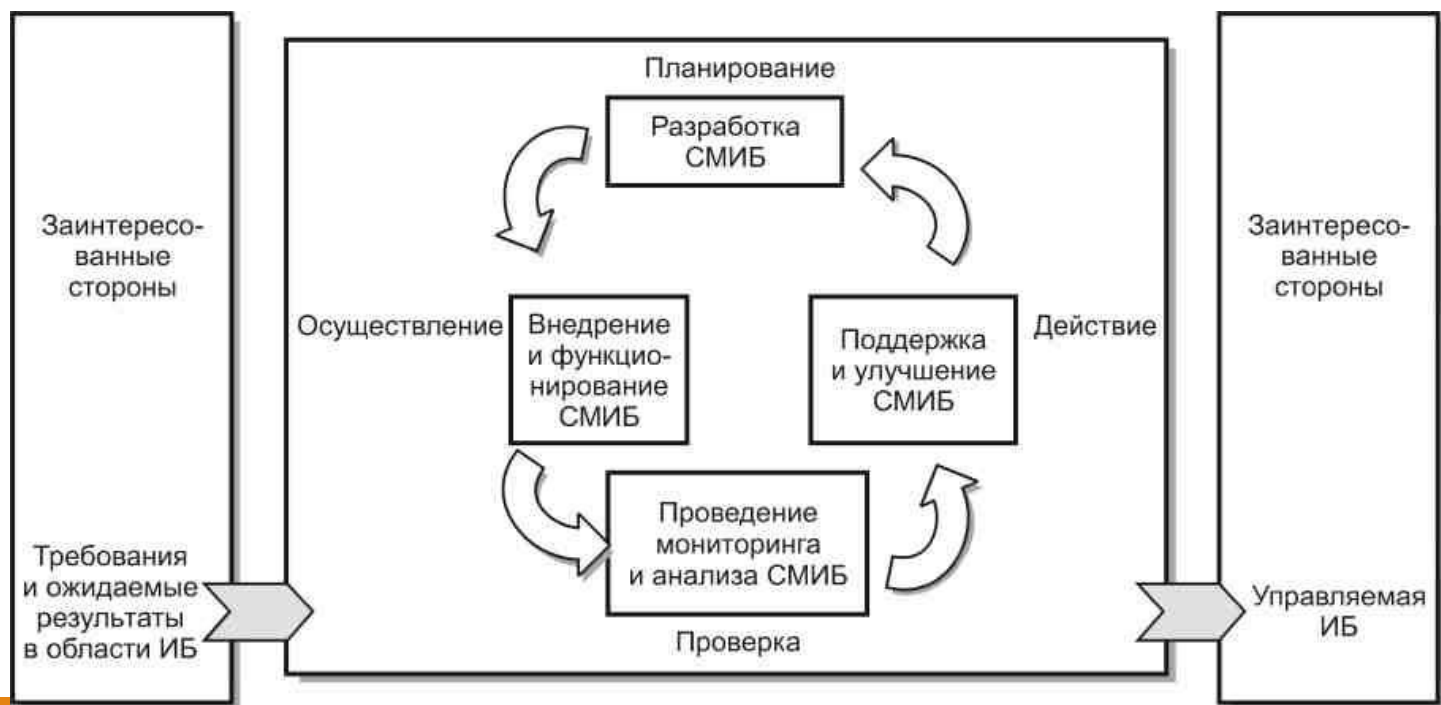 Заинтересо-
ванные
стороны
Требования
и ожидаемые
результаты
в области ИБ
Планирование
Разработка
СМИБ
Осуществление
Внедрение
и функцио-
нирование
СМИБ
Поддержка
и улучшение
СМИБ
Действие
Проведение
мониторинга
и анализа СМИБ
Проверка
Заинтересо-
ванные
стороны
Управляемая
ИБ